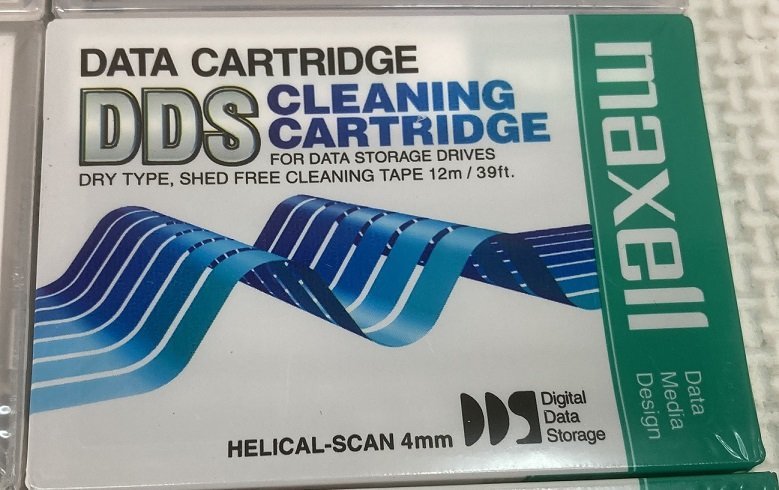 DATA CARTRIDGE
DDS CLEANING
CARTRIDGE
FOR DATA STORAGE DRIVES
DRY TYPE, SHED FREE CLEANING TAPE 12m / 39ft.
maxell
Data
Media
Design
HELICAL-SCAN 4mm
DDS
Digital
Data
Storage